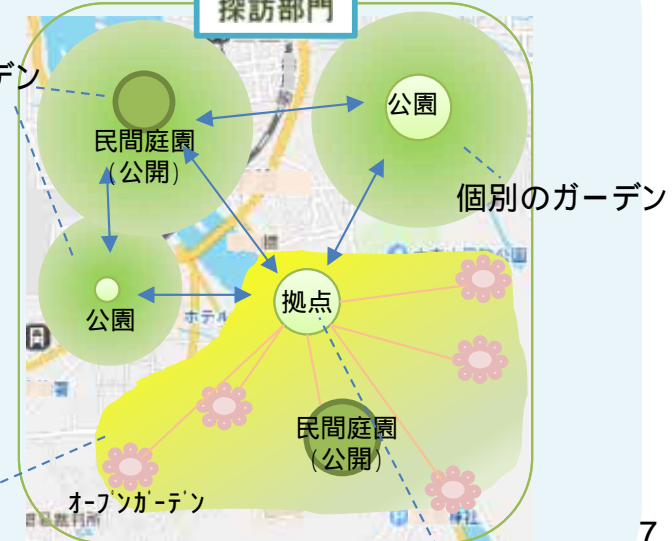 探訪部門
デン
公園
民間庭園
(公開)
個別のガーデン
拠点
公園
ホテル
民間庭園
(公開)
オープンガーデン
神社
7